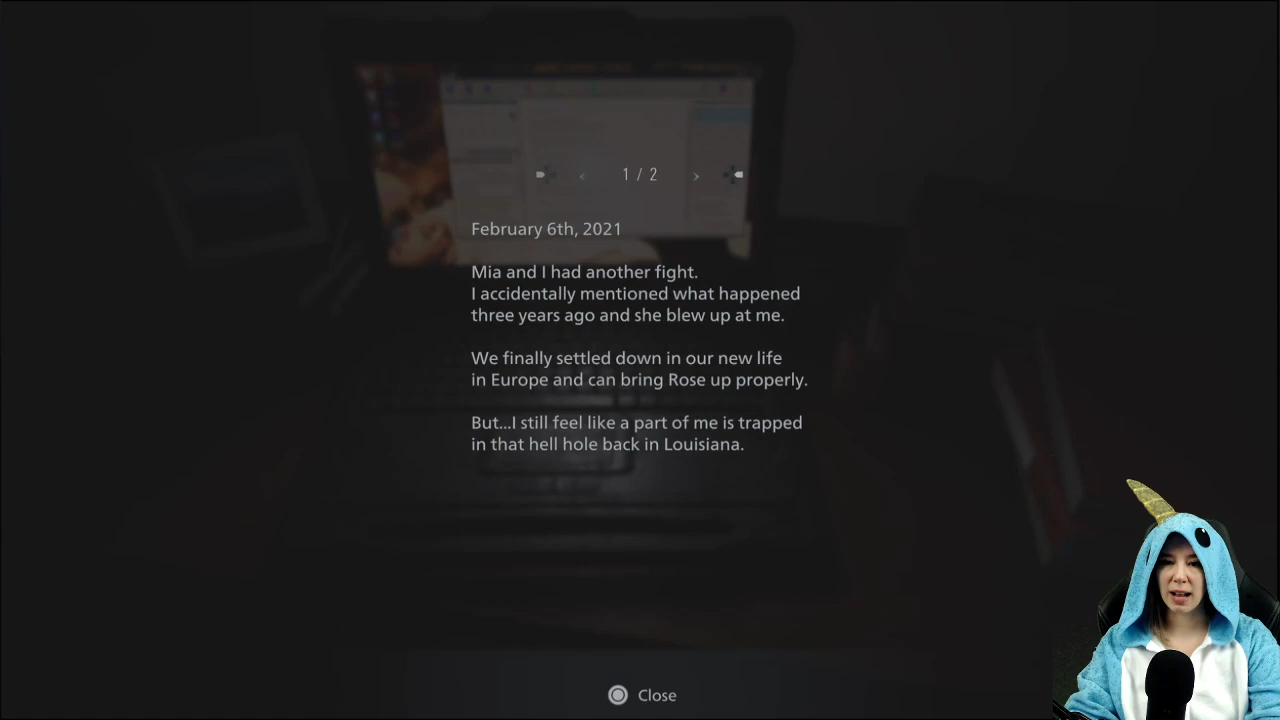 1 / 2
February 6th, 2021
Mia and I had another fight.
I accidentally mentioned what happened
three years ago and she blew up at me.
We finally settled down in our new life
in Europe and can bring Rose up properly.
But...I still feel like a part of me is trapped
in that hell hole back in Louisiana.
Close